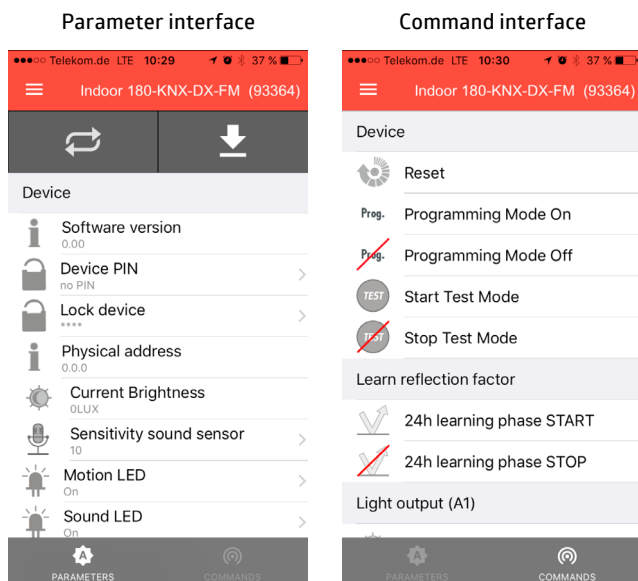 Parameter interface
Telekom.de LTE 10:29 37 %
Indoor 180-KNX-DX-FM (93364)
Device
Software version
0.00
Device PIN
no PIN
Lock device
****
Physical address
0.0.0
Current Brightness
0LUX
Sensitivity sound sensor
10
Motion LED
On
Sound LED
On
A
PARAMETERS COMMANDS
Command interface
Telekom.de LTE 10:30 37 %
Indoor 180-KNX-DX-FM (93364)
Device
Reset
Prog. Programming Mode On
Prog. Programming Mode Off
TEST Start Test Mode
TEST Stop Test Mode
Learn reflection factor
24h learning phase START
24h learning phase STOP
Light output (A1)
A
PARAMETERS COMMANDS